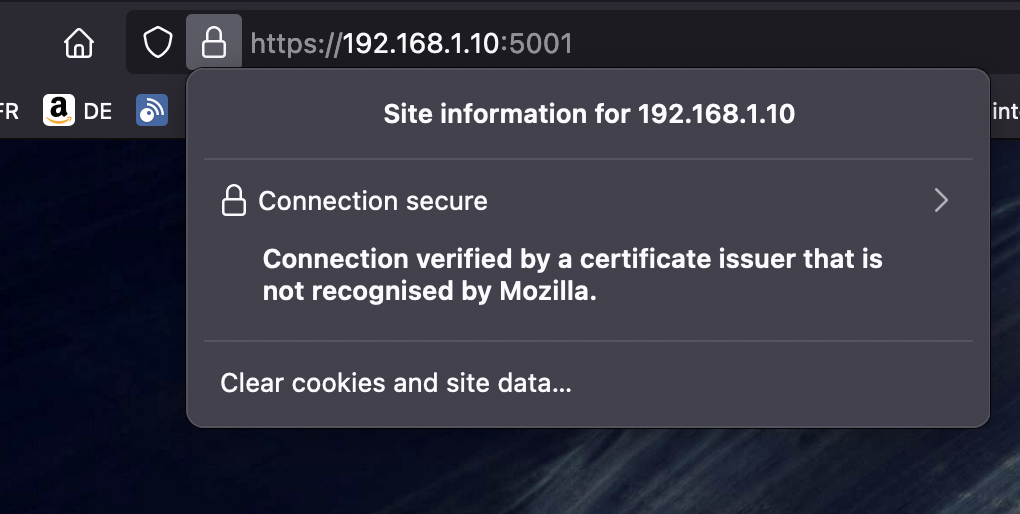 https://192.168.1.10:5001
FR a DE
int
Site information for 192.168.1.10
Connection secure
Connection verified by a certificate issuer that is
not recognised by Mozilla.
Clear cookies and site data...